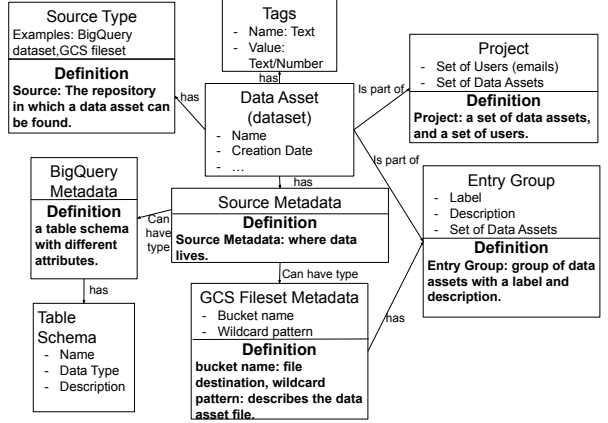 Source Type
Examples: BigQuery
dataset,GCS fileset
Definition
Source: The repository
in which a data asset can
be found.
Tags
- Name: Text
- Value:
Text/Number
has
has
Data Asset
(dataset)
- Name
- Creation Date
- ...
Is part of
Project
- Set of Users (emails)
- Set of Data Assets
Definition
Project: a set of data assets,
and a set of users.
Is part of
BigQuery
Metadata
Definition
a table schema
with different
attributes.
has
Source Metadata
Definition
Source Metadata: where data
lives.
Can
have
type
Entry Group
- Label
- Description
- Set of Data Assets
Definition
Entry Group: group of data
assets with a label and
description.
Can have type
has
Table
Schema
- Name
- Data Type
- Description
GCS Fileset Metadata
- Bucket name
- Wildcard pattern
Definition
bucket name: file
destination, wildcard
pattern: describes the data
asset file.
has